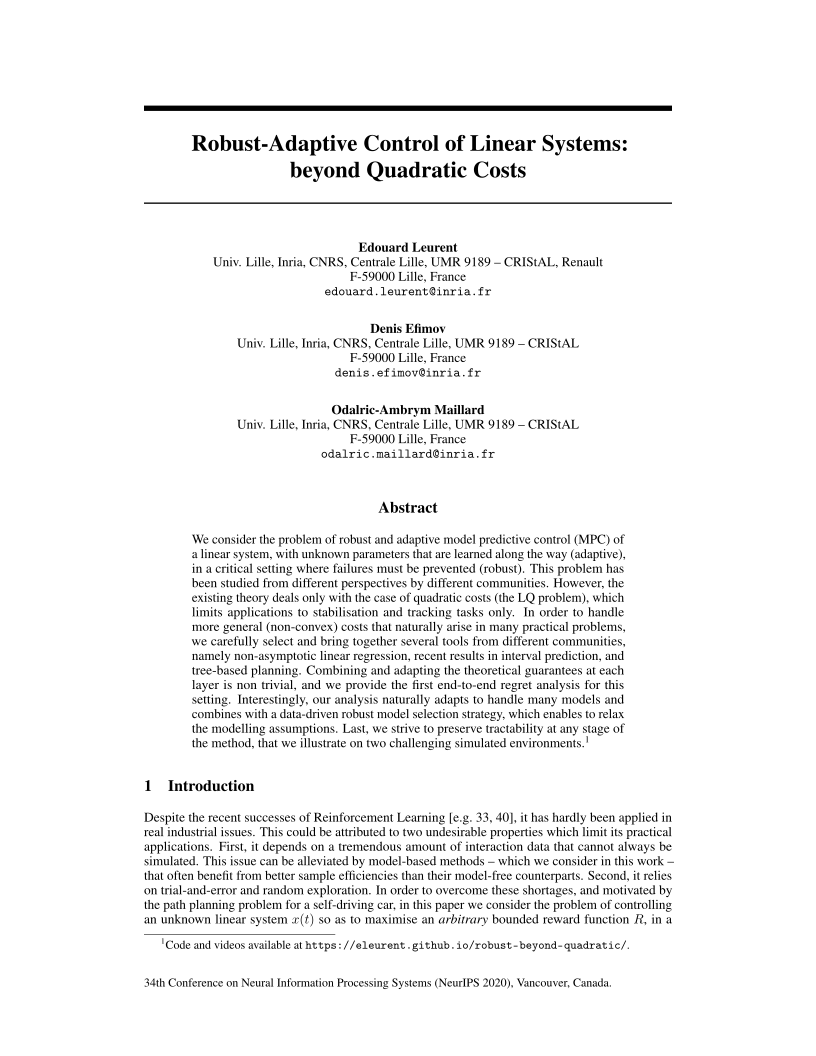 Robust-Adaptive Control of Linear Systems:
beyond Quadratic Costs
Edouard Leurent
Univ. Lille, Inria, CNRS, Centrale Lille, UMR 9189 – CRIStAL, Renault
F-59000 Lille, France
edouard.leurent@inria.fr
Denis Efimov
Univ. Lille, Inria, CNRS, Centrale Lille, UMR 9189 – CRIStAL
F-59000 Lille, France
denis.efimov@inria.fr
Odalric-Ambrym Maillard
Univ. Lille, Inria, CNRS, Centrale Lille, UMR 9189 – CRIStAL
F-59000 Lille, France
odalric.maillard@inria.fr
Abstract
We consider the problem of robust and adaptive model predictive control (MPC) of
a linear system, with unknown parameters that are learned along the way (adaptive),
in a critical setting where failures must be prevented (robust). This problem has
been studied from different perspectives by different communities. However, the
existing theory deals only with the case of quadratic costs (the LQ problem), which
limits applications to stabilisation and tracking tasks only. In order to handle
more general (non-convex) costs that naturally arise in many practical problems,
we carefully select and bring together several tools from different communities,
namely non-asymptotic linear regression, recent results in interval prediction, and
tree-based planning. Combining and adapting the theoretical guarantees at each
layer is non trivial, and we provide the first end-to-end regret analysis for this
setting. Interestingly, our analysis naturally adapts to handle many models and
combines with a data-driven robust model selection strategy, which enables to relax
the modelling assumptions. Last, we strive to preserve tractability at any stage of
the method, that we illustrate on two challenging simulated environments.1
1 Introduction
Despite the recent successes of Reinforcement Learning [e.g. 33, 40], it has hardly been applied in
real industrial issues. This could be attributed to two undesirable properties which limit its practical
applications. First, it depends on a tremendous amount of interaction data that cannot always be
simulated. This issue can be alleviated by model-based methods – which we consider in this work –
that often benefit from better sample efficiencies than their model-free counterparts. Second, it relies
on trial-and-error and random exploration. In order to overcome these shortages, and motivated by
the path planning problem for a self-driving car, in this paper we consider the problem of controlling
an unknown linear system x(t) so as to maximise an arbitrary bounded reward function R, in a
1Code and videos available at https://eleurent.github.io/robust-beyond-quadratic/.
34th Conference on Neural Information Processing Systems (NeurIPS 2020), Vancouver, Canada.